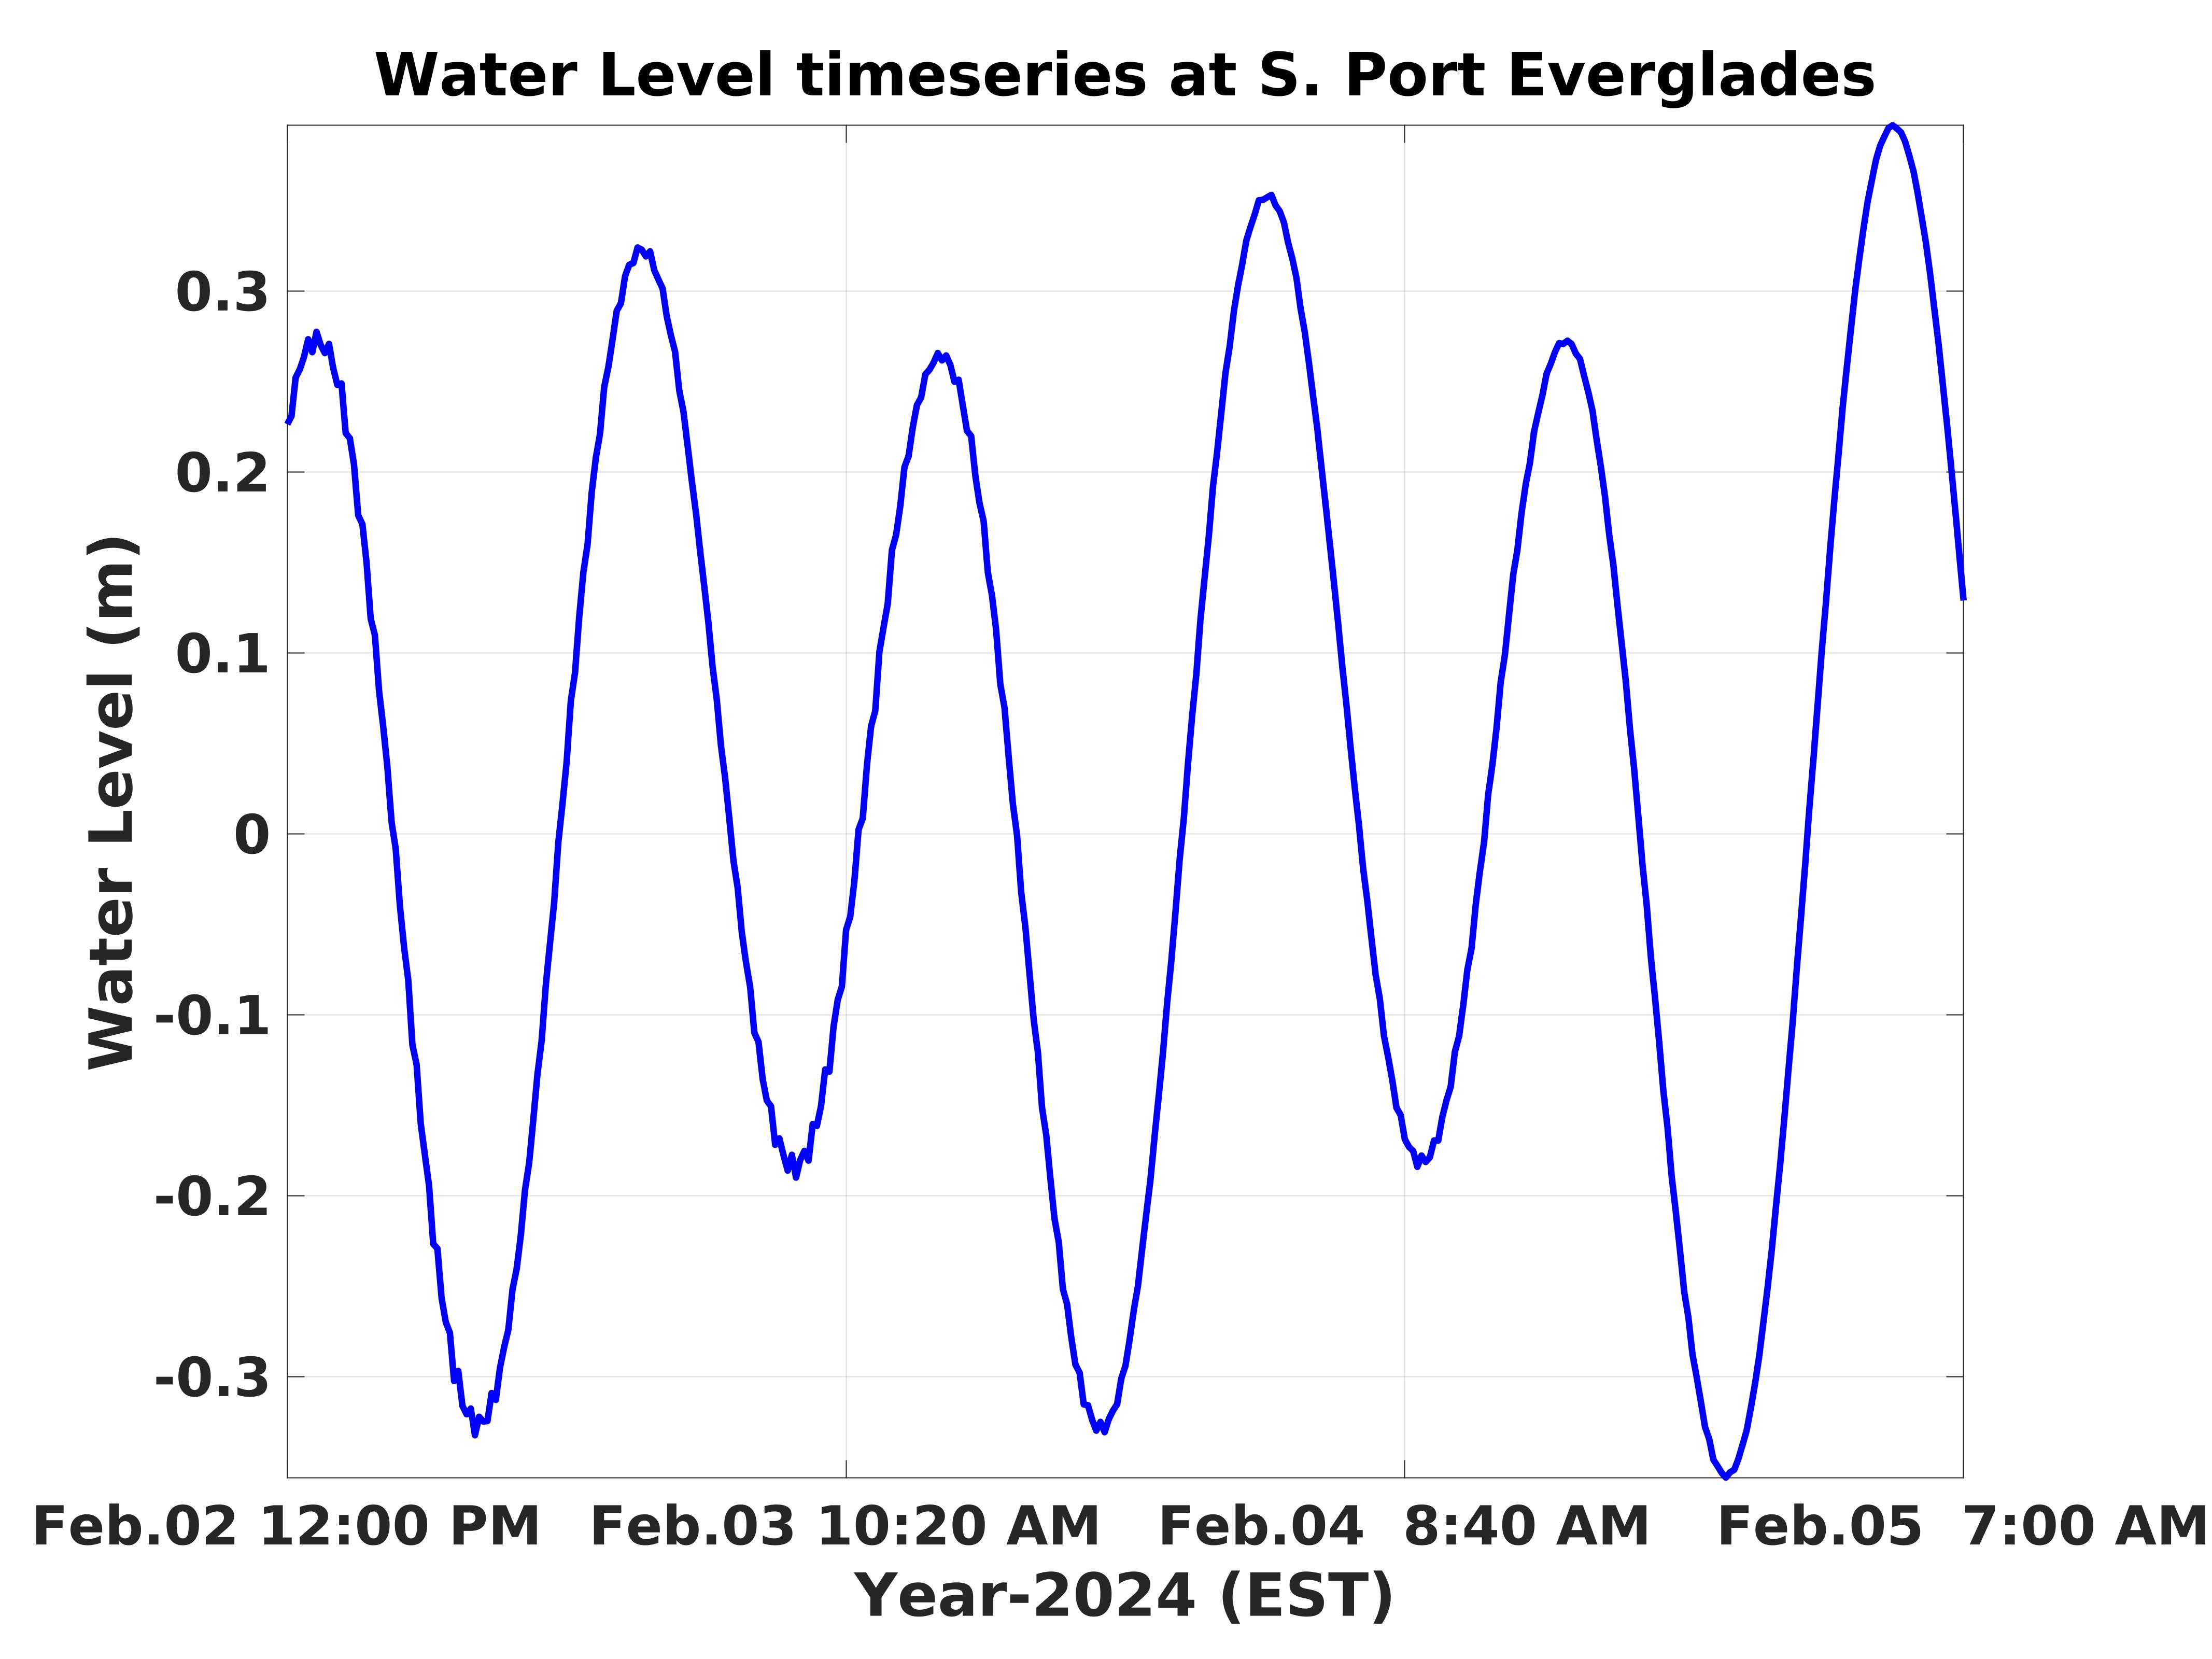 Water Level timeseries at S. Port Everglades
Water Level (m)
0.3
0.2
0.1
0
-0.1
-0.2
-0.3
Feb.02 12:00 PM Feb.03 10:20 AM Feb.04 8:40 AM Feb.05 7:00 AM
Year-2024 (EST)